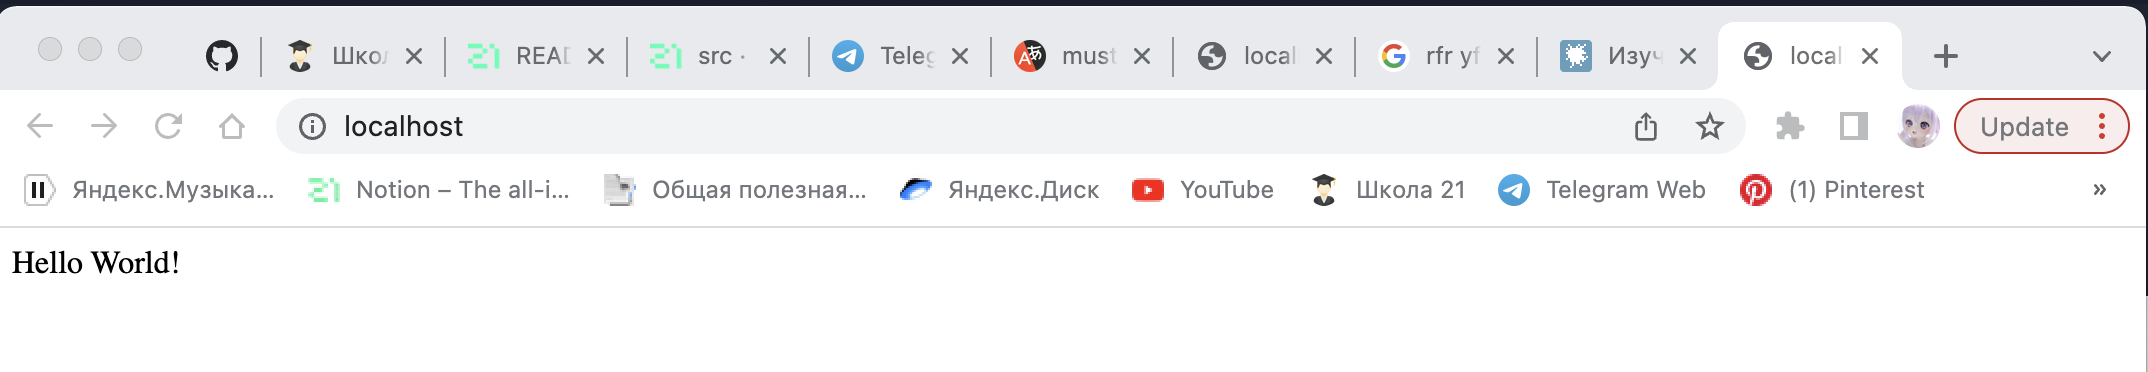 Школ READ src · Teleg must local rfr yf Изуч local
localhost Update
Яндекс.Музыка... Notion – The all-i... Общая полезная... Яндекс.Диск YouTube Школа 21 Telegram Web (1) Pinterest »
Hello World!